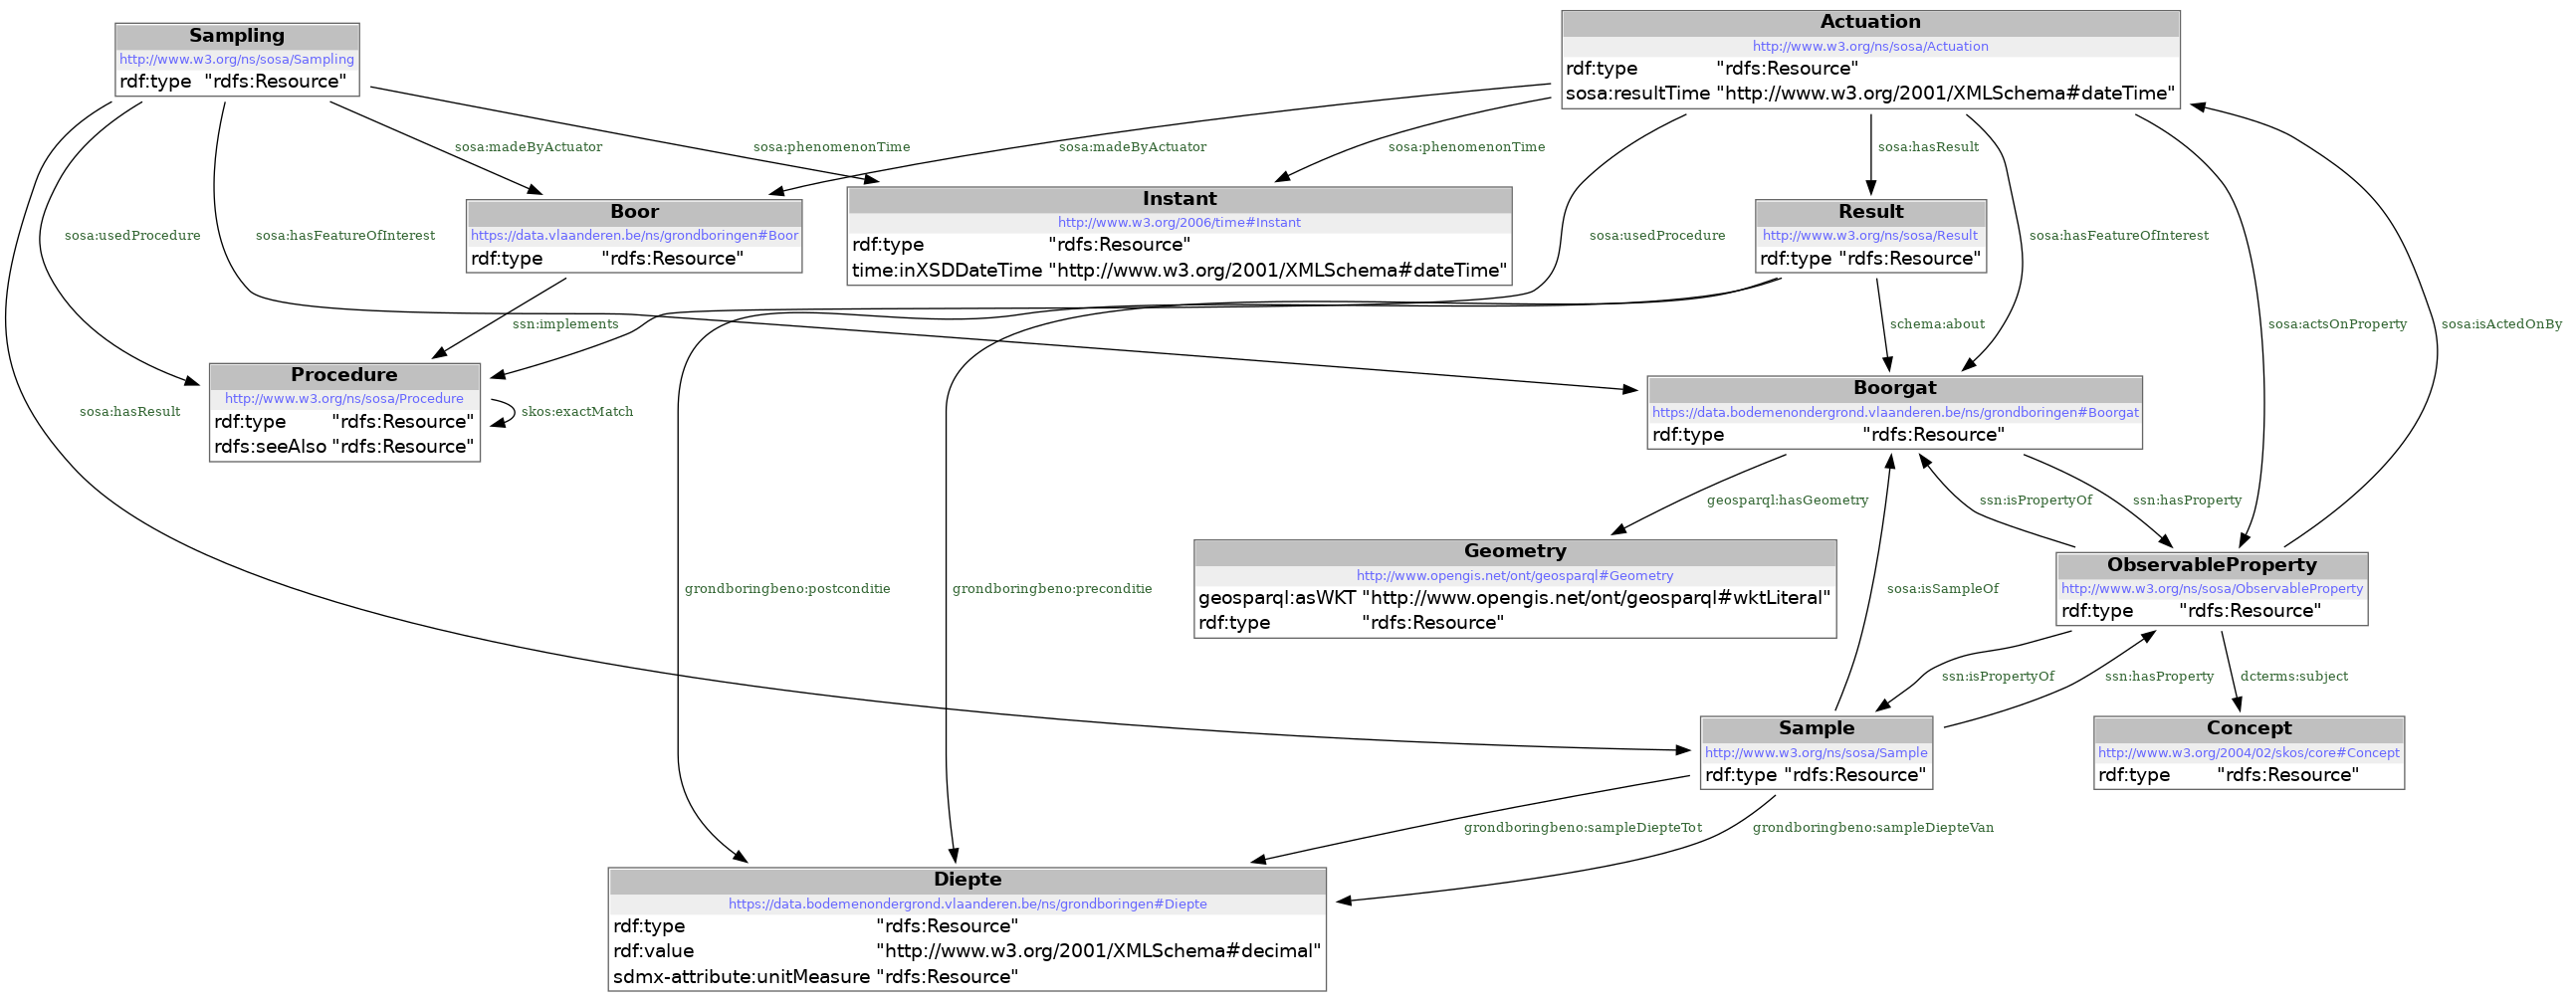 Sampling
http://www.w3.org/ns/sosa/Sampling
rdf:type "rdfs:Resource"
Actuation
http://www.w3.org/ns/sosa/Actuation
rdf:type "rdfs:Resource"
sosa:resultTime "http://www.w3.org/2001/XMLSchema#dateTime"
sosa:madeByActuator
sosa:phenomenonTime
sosa:madeByActuator
sosa:phenomenonTime
sosa:hasResult
Boor
https://data.vlaanderen.be/ns/grondboringen#Boor
rdf:type "rdfs:Resource"
Instant
http://www.w3.org/2006/time#Instant
rdf:type "rdfs:Resource"
time:inXSDDateTime "http://www.w3.org/2001/XMLSchema#dateTime"
Result
http://www.w3.org/ns/sosa/Result
rdf:type "rdfs:Resource"
sosa:usedProcedure
sosa:hasFeatureOfInterest
sosa:usedProcedure
sosa:hasFeatureOfInterest
ssn:implements
schema:about
sosa:actsOnProperty
sosa:isActedOnBy
Procedure
http://www.w3.org/ns/sosa/Procedure
rdf:type "rdfs:Resource"
rdfs:seeAlso "rdfs:Resource"
sosa:hasResult
skos:exactMatch
Boorgat
https://data.bodemenondergrond.vlaanderen.be/ns/grondboringen#Boorgat
rdf:type "rdfs:Resource"
geosparql:hasGeometry
ssn:isPropertyOf
ssn:hasProperty
Geometry
http://www.opengis.net/ont/geosparql#Geometry
geosparql:asWKT "http://www.opengis.net/ont/geosparql#wktLiteral"
rdf:type "rdfs:Resource"
ObservableProperty
http://www.w3.org/ns/sosa/ObservableProperty
rdf:type "rdfs:Resource"
grondboringbeno:postconditie
grondboringbeno:preconditie
sosa:isSampleOf
ssn:isPropertyOf
ssn:hasProperty
dcterms:subject
Sample
http://www.w3.org/ns/sosa/Sample
rdf:type "rdfs:Resource"
Concept
http://www.w3.org/2004/02/skos/core#Concept
rdf:type "rdfs:Resource"
grondboringbeno:sampleDiepteTot
grondboringbeno:sampleDiepteVan
Diepte
https://data.bodemenondergrond.vlaanderen.be/ns/grondboringen#Diepte
rdf:type "rdfs:Resource"
rdf:value "http://www.w3.org/2001/XMLSchema#decimal"
sdmx-attribute:unitMeasure "rdfs:Resource"